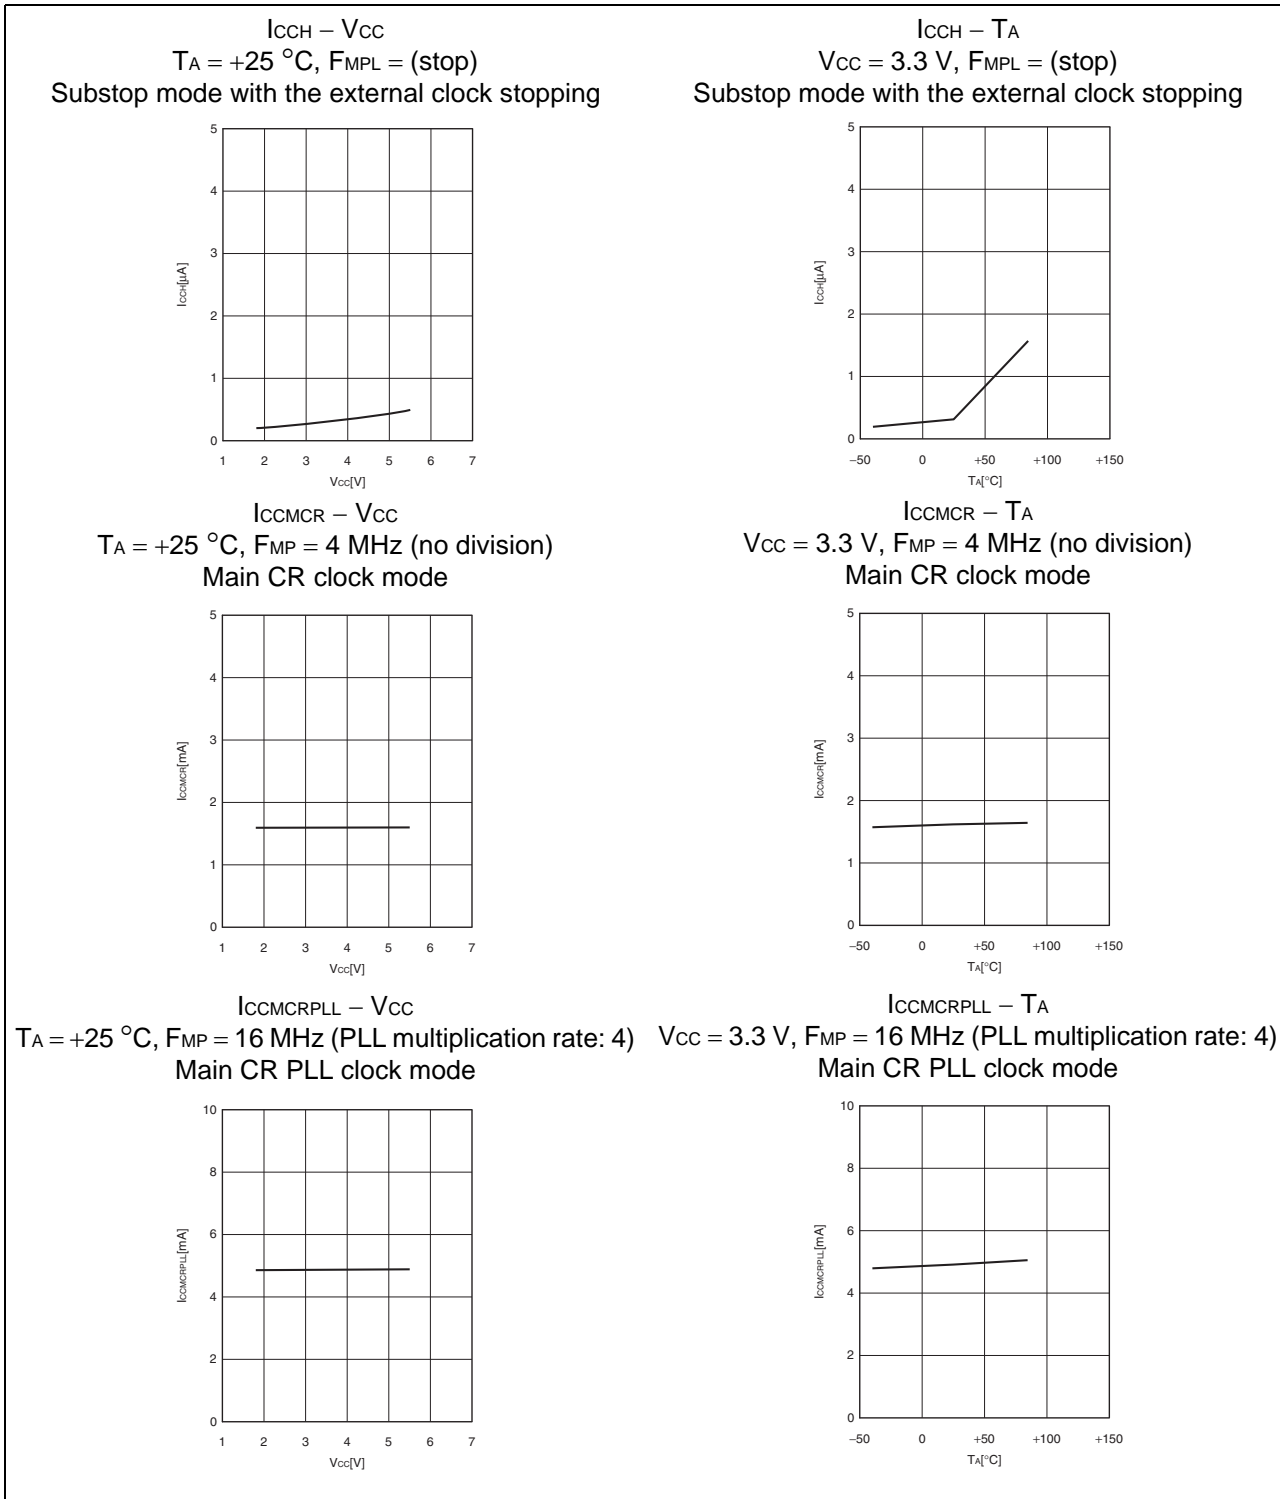 ICCH – VCC
TA = +25 °C, FMPL = (stop)
Substop mode with the external clock stopping
5
4
3
2
1
0
ICCH[μA]
1 2 3 4 5 6 7
VCC[V]
ICCH – TA
VCC = 3.3 V, FMPL = (stop)
Substop mode with the external clock stopping
5
4
3
2
1
0
ICCH[μA]
−50 0 +50 +100 +150
TA[°C]
ICCMCR – VCC
TA = +25 °C, FMP = 4 MHz (no division)
Main CR clock mode
5
4
3
2
1
0
ICCMCR[mA]
1 2 3 4 5 6 7
VCC[V]
ICCMCR – TA
VCC = 3.3 V, FMP = 4 MHz (no division)
Main CR clock mode
5
4
3
2
1
0
ICCMCR[mA]
−50 0 +50 +100 +150
TA[°C]
ICCMCRPLL – VCC
TA = +25 °C, FMP = 16 MHz (PLL multiplication rate: 4)
Main CR PLL clock mode
10
8
6
4
2
0
ICCMCRPLL[mA]
1 2 3 4 5 6 7
VCC[V]
ICCMCRPLL – TA
VCC = 3.3 V, FMP = 16 MHz (PLL multiplication rate: 4)
Main CR PLL clock mode
10
8
6
4
2
0
ICCMCRPLL[mA]
−50 0 +50 +100 +150
TA[°C]